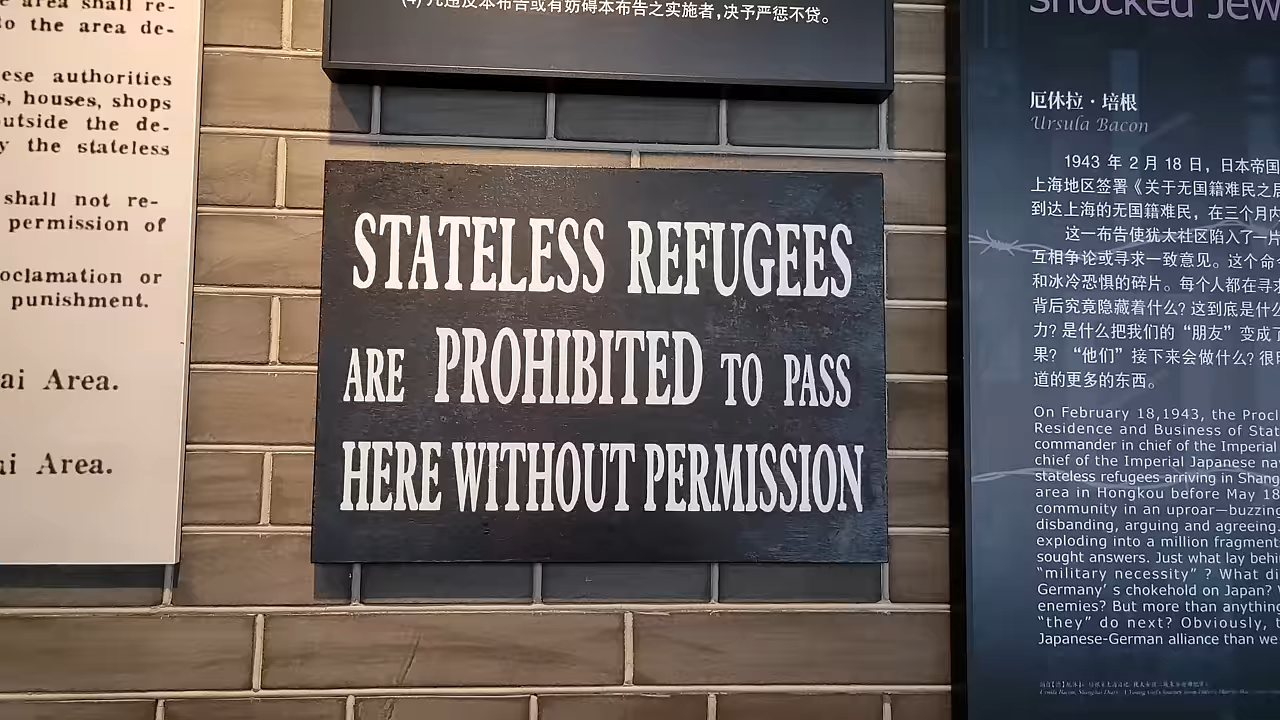 e area shall re-
to the area de-
ese authorities
s, houses, shops
outside the de-
y the stateless
shall not re-
permission of
oclamation or
punishment.
ai Area.
ai Area.
(4) 凡违反本布告或有妨碍本布告之实施者,决予严惩不贷。
STATELESS REFUGEES
ARE PROHIBITED TO PASS
HERE WITHOUT PERMISSION
shocked Jew
厄休拉·培根
Ursula Bacon
1943 年 2 月 18 日，日本帝国
上海地区签署《关于无国籍难民之居
到达上海的无国籍难民，在三个月内
这一布告使犹太社区陷入了一片
互相争论或寻求一致意见。这个命令
和冰冷恐惧的碎片。每个人都在寻求
背后究竟隐藏着什么？这到底是什么
力？是什么把我们的“朋友”变成了
果？“他们”接下来会做什么？很
道的更多的东西。
On February 18,1943, the Procl
Residence and Business of Stat
commander in chief of the Imperial
chief of the Imperial Japanese na
stateless refugees arriving in Shang
area in Hongkou before May 18
community in an uproar—buzzing
disbanding, arguing and agreeing.
exploding into a million fragment
sought answers. Just what lay behi
“military necessity” ? What di
Germany’ s chokehold on Japan?
enemies? But more than anything
“they” do next? Obviously, t
Japanese-German alliance than we